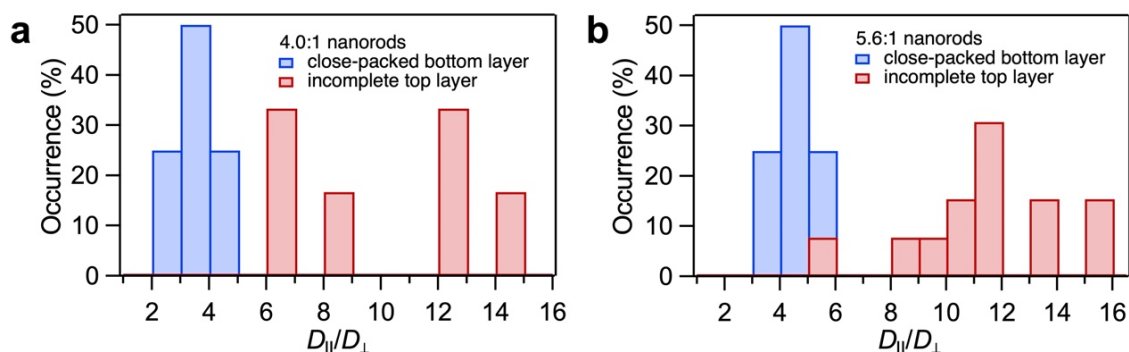 a
50
40
30
20
10
0
Occurrence (%)
4.0:1 nanorods
close-packed bottom layer
incomplete top layer
2 4 6 8 10 12 14 16
D||/D⊥
b
50
40
30
20
10
0
Occurrence (%)
5.6:1 nanorods
close-packed bottom layer
incomplete top layer
2 4 6 8 10 12 14 16
D||/D⊥